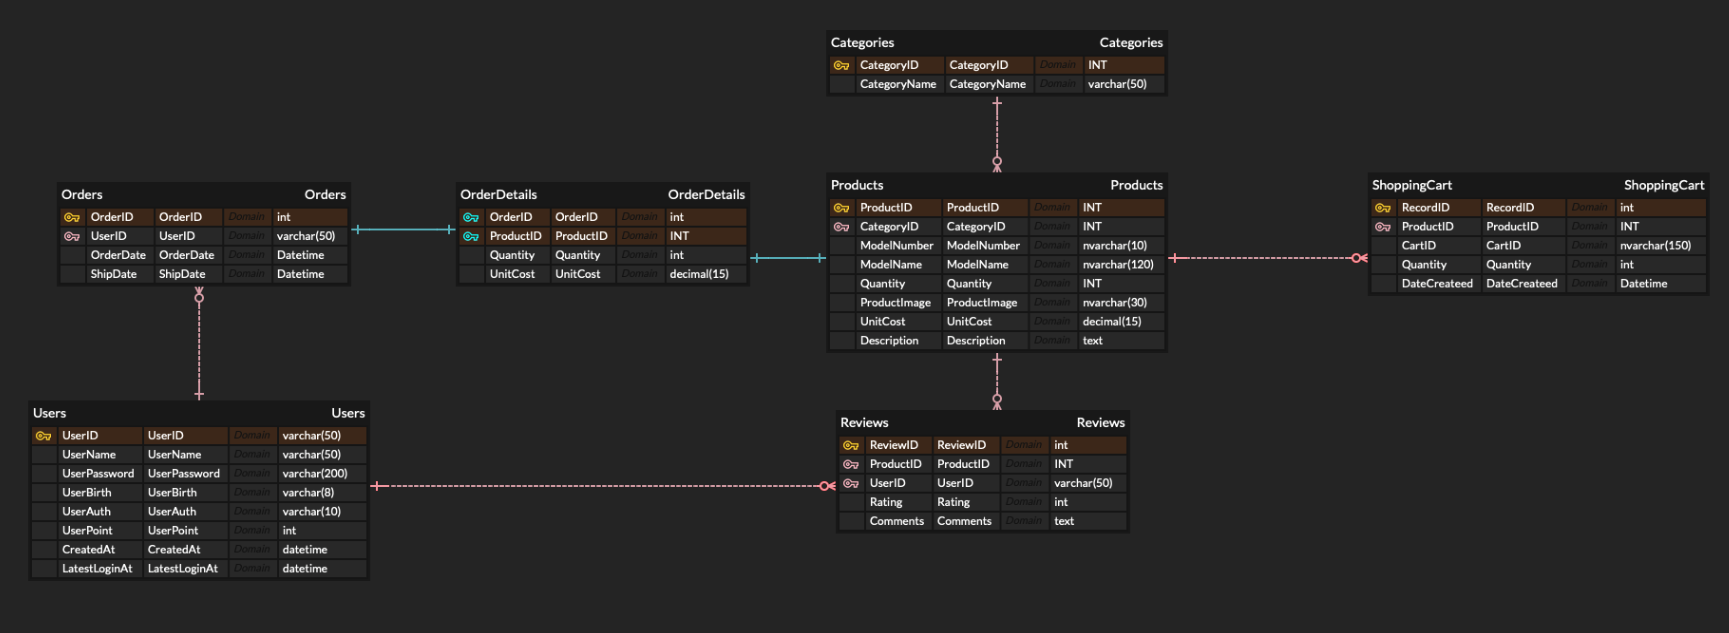 Categories Categories
CategoryID CategoryID Domain INT
CategoryName CategoryName Domain varchar(50)
Orders Orders
OrderID OrderID Domain int
UserID UserID Domain varchar(50)
OrderDate OrderDate Domain Datetime
ShipDate ShipDate Domain Datetime
OrderDetails OrderDetails
OrderID OrderID Domain int
ProductID ProductID Domain INT
Quantity Quantity Domain int
UnitCost UnitCost Domain decimal(15)
Products Products
ProductID ProductID Domain INT
CategoryID CategoryID Domain INT
ModelNumber ModelNumber Domain nvarchar(10)
ModelName ModelName Domain nvarchar(120)
Quantity Quantity Domain INT
ProductImage ProductImage Domain nvarchar(30)
UnitCost UnitCost Domain decimal(15)
Description Description Domain text
ShoppingCart ShoppingCart
RecordID RecordID Domain int
ProductID ProductID Domain INT
CartID CartID Domain nvarchar(150)
Quantity Quantity Domain int
DateCreateed DateCreateed Domain Datetime
Users Users
UserID UserID Domain varchar(50)
UserName UserName Domain varchar(50)
UserPassword UserPassword Domain varchar(200)
UserBirth UserBirth Domain varchar(8)
UserAuth UserAuth Domain varchar(10)
UserPoint UserPoint Domain int
CreatedAt CreatedAt Domain datetime
LatestLoginAt LatestLoginAt Domain datetime
Reviews Reviews
ReviewID ReviewID Domain int
ProductID ProductID Domain INT
UserID UserID Domain varchar(50)
Rating Rating Domain int
Comments Comments Domain text